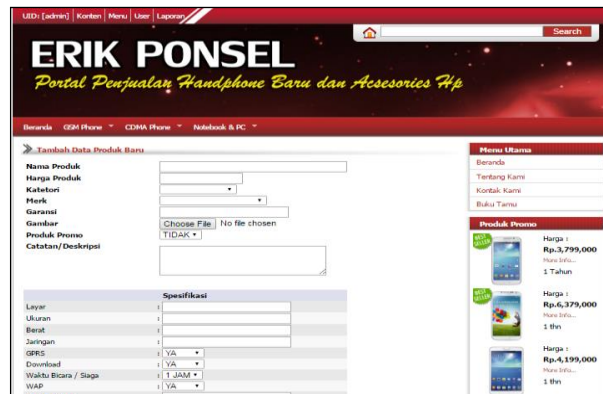 UID: [admin] Konten Menu User Laporan
Search
ERIK PONSEL
Portal Penjualan Handphone Baru dan Acsesories Hp
Beranda GSM Phone CDMA Phone Notebook & PC
Tambah Data Produk Baru
Nama Produk
Harga Produk
Katetori
Merk
Garansi
Gambar Choose File No file chosen
Produk Promo TIDAK
Catatan/Deskripsi
Spesifikasi
Layar :
Ukuran :
Berat :
Jaringan :
GPRS : YA
Download : YA
Waktu Bicara / Siaga : 1 JAM
WAP : YA
Menu Utama
Beranda
Tentang Kami
Kontak Kami
Buku Tamu
Produk Promo
BEST SELLER
Harga :
Rp.3,799,000
More Info...
1 Tahun
BEST SELLER
Harga :
Rp.6,379,000
More Info...
1 thn
Harga :
Rp.4,199,000
More Info...
1 thn